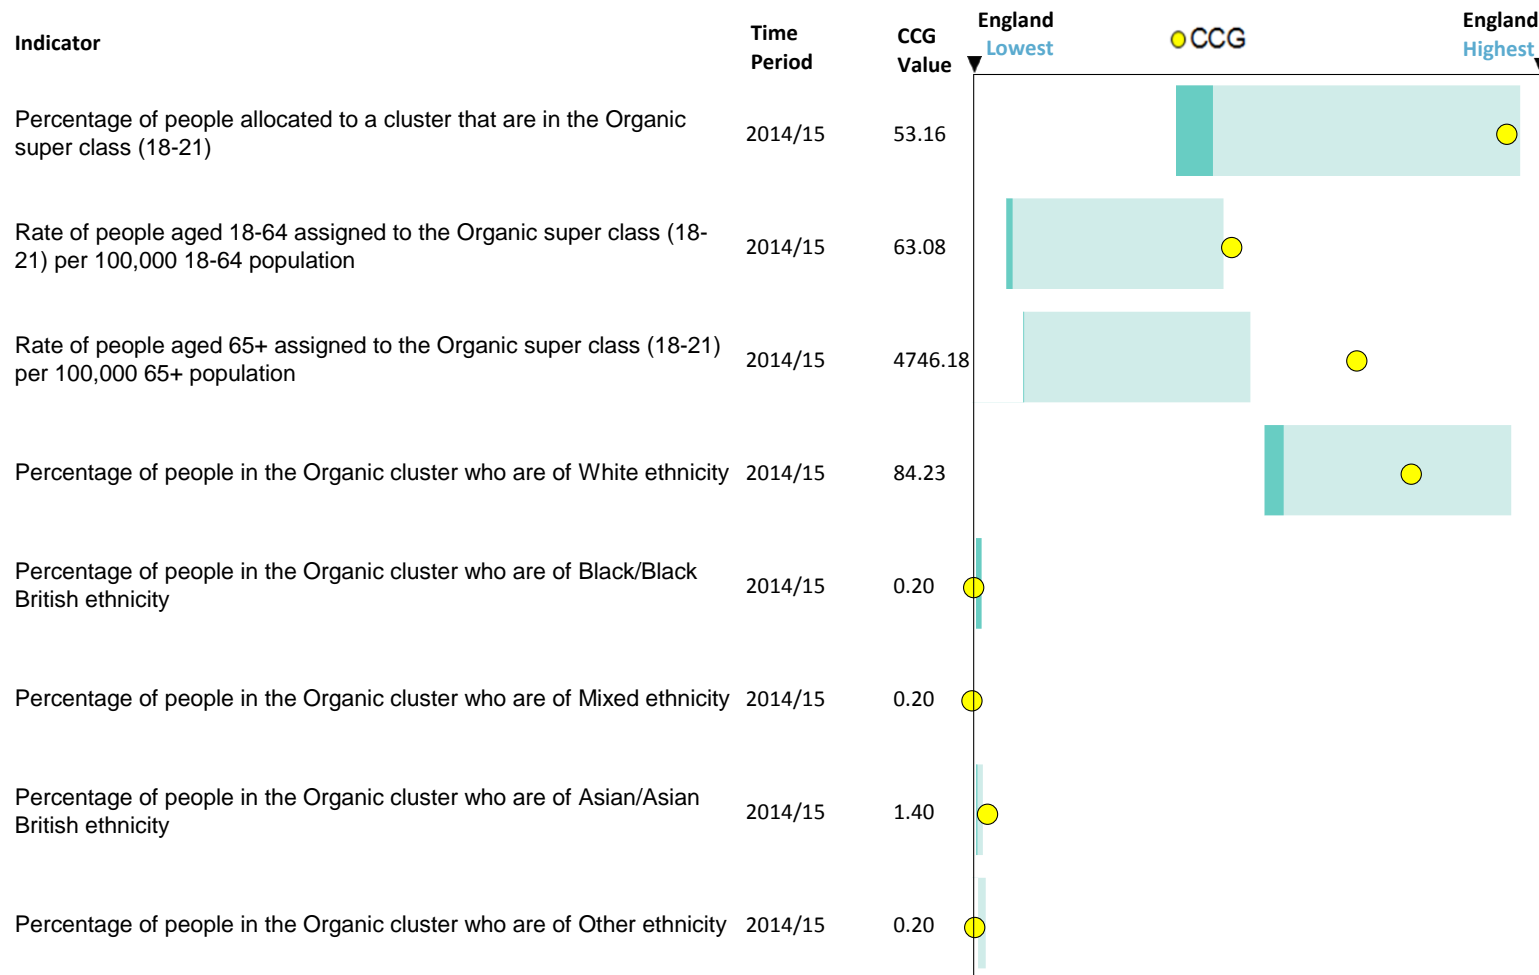 Indicator
Time Period
CCG Value
England Lowest
CCG
England Highest
Percentage of people allocated to a cluster that are in the Organic
super class (18-21)
2014/15
53.16
Rate of people aged 18-64 assigned to the Organic super class (18-
21) per 100,000 18-64 population
2014/15
63.08
Rate of people aged 65+ assigned to the Organic super class (18-21)
per 100,000 65+ population
2014/15
4746.18
Percentage of people in the Organic cluster who are of White ethnicity
2014/15
84.23
Percentage of people in the Organic cluster who are of Black/Black
British ethnicity
2014/15
0.20
Percentage of people in the Organic cluster who are of Mixed ethnicity
2014/15
0.20
Percentage of people in the Organic cluster who are of Asian/Asian
British ethnicity
2014/15
1.40
Percentage of people in the Organic cluster who are of Other ethnicity
2014/15
0.20